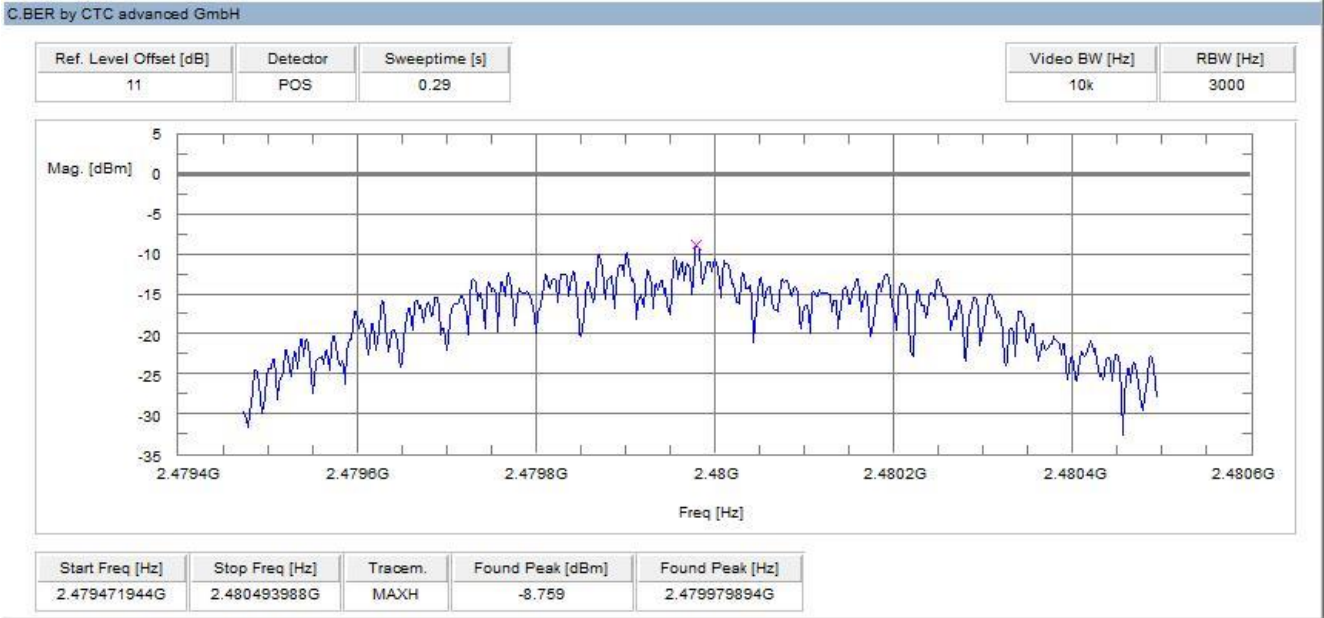 C.BER by CTC advanced GmbH
Ref. Level Offset [dB] Detector Sweeptime [s] Video BW [Hz] RBW [Hz]
11 POS 0.29 10k 3000
5
Mag. [dBm] 0
-5
-10
-15
-20
-25
-30
-35
2.4794G 2.4796G 2.4798G 2.48G 2.4802G 2.4804G 2.4806G
Freq [Hz]
Start Freq [Hz] Stop Freq [Hz] Tracem. Found Peak [dBm] Found Peak [Hz]
2.479471944G 2.480493988G MAXH -8.759 2.479979894G